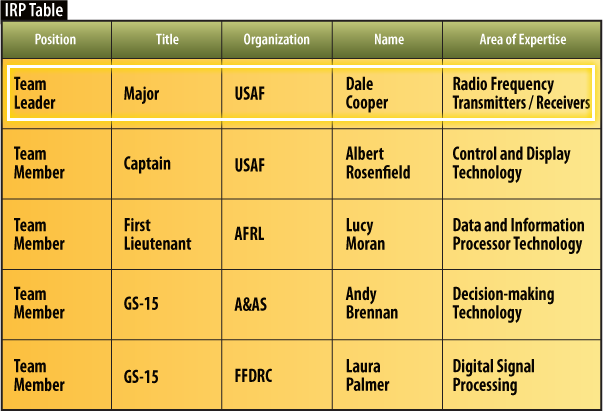 IRP Table
Position Title Organization Name Area of Expertise
Team Leader Major USAF Dale Cooper Radio Frequency Transmitters / Receivers
Team Member Captain USAF Albert Rosenfield Control and Display Technology
Team Member First Lieutenant AFRL Lucy Moran Data and Information Processor Technology
Team Member GS-15 A&AS Andy Brennan Decision-making Technology
Team Member GS-15 FFDRC Laura Palmer Digital Signal Processing